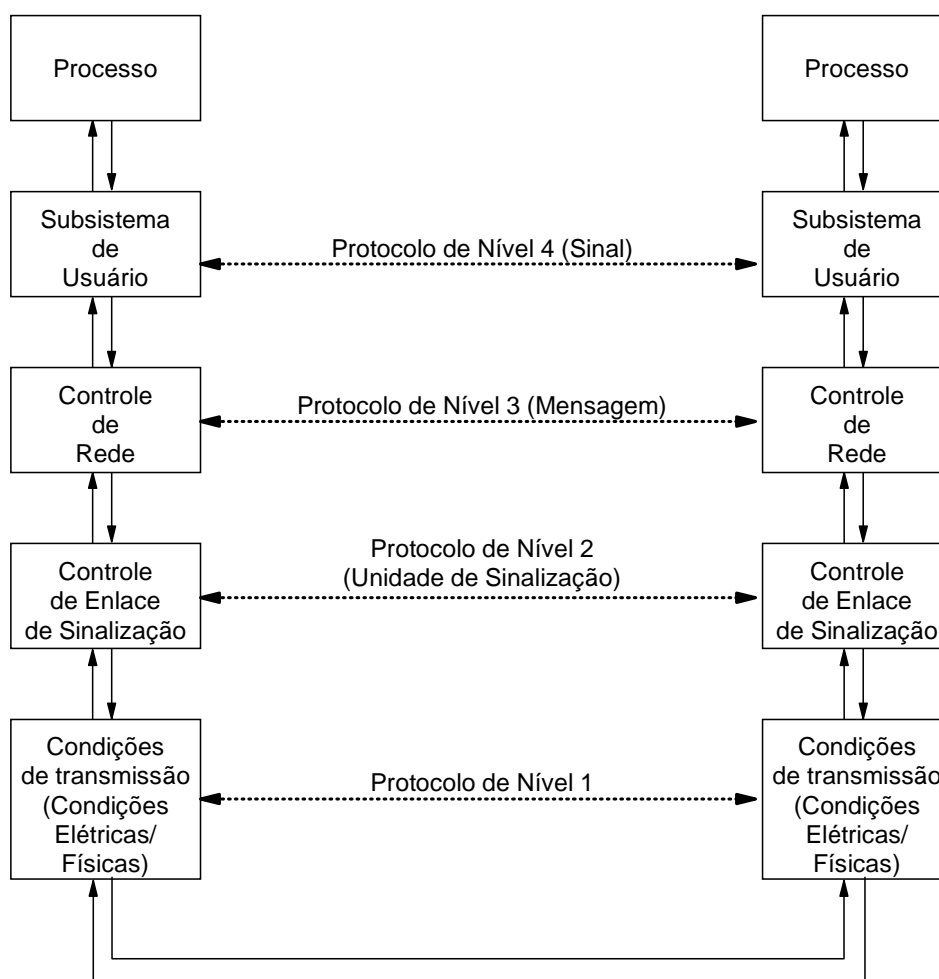 Processo
Processo
Subsistema
de
Usuário
Protocolo de Nível 4 (Sinal)
Subsistema
de
Usuário
Controle
de
Rede
Protocolo de Nível 3 (Mensagem)
Controle
de
Rede
Controle
de Enlace
de Sinalização
Protocolo de Nível 2
(Unidade de Sinalização)
Controle
de Enlace
de Sinalização
Condições
de transmissão
(Condições
Elétricas/
Físicas)
Protocolo de Nível 1
Condições
de transmissão
(Condições
Elétricas/
Físicas)